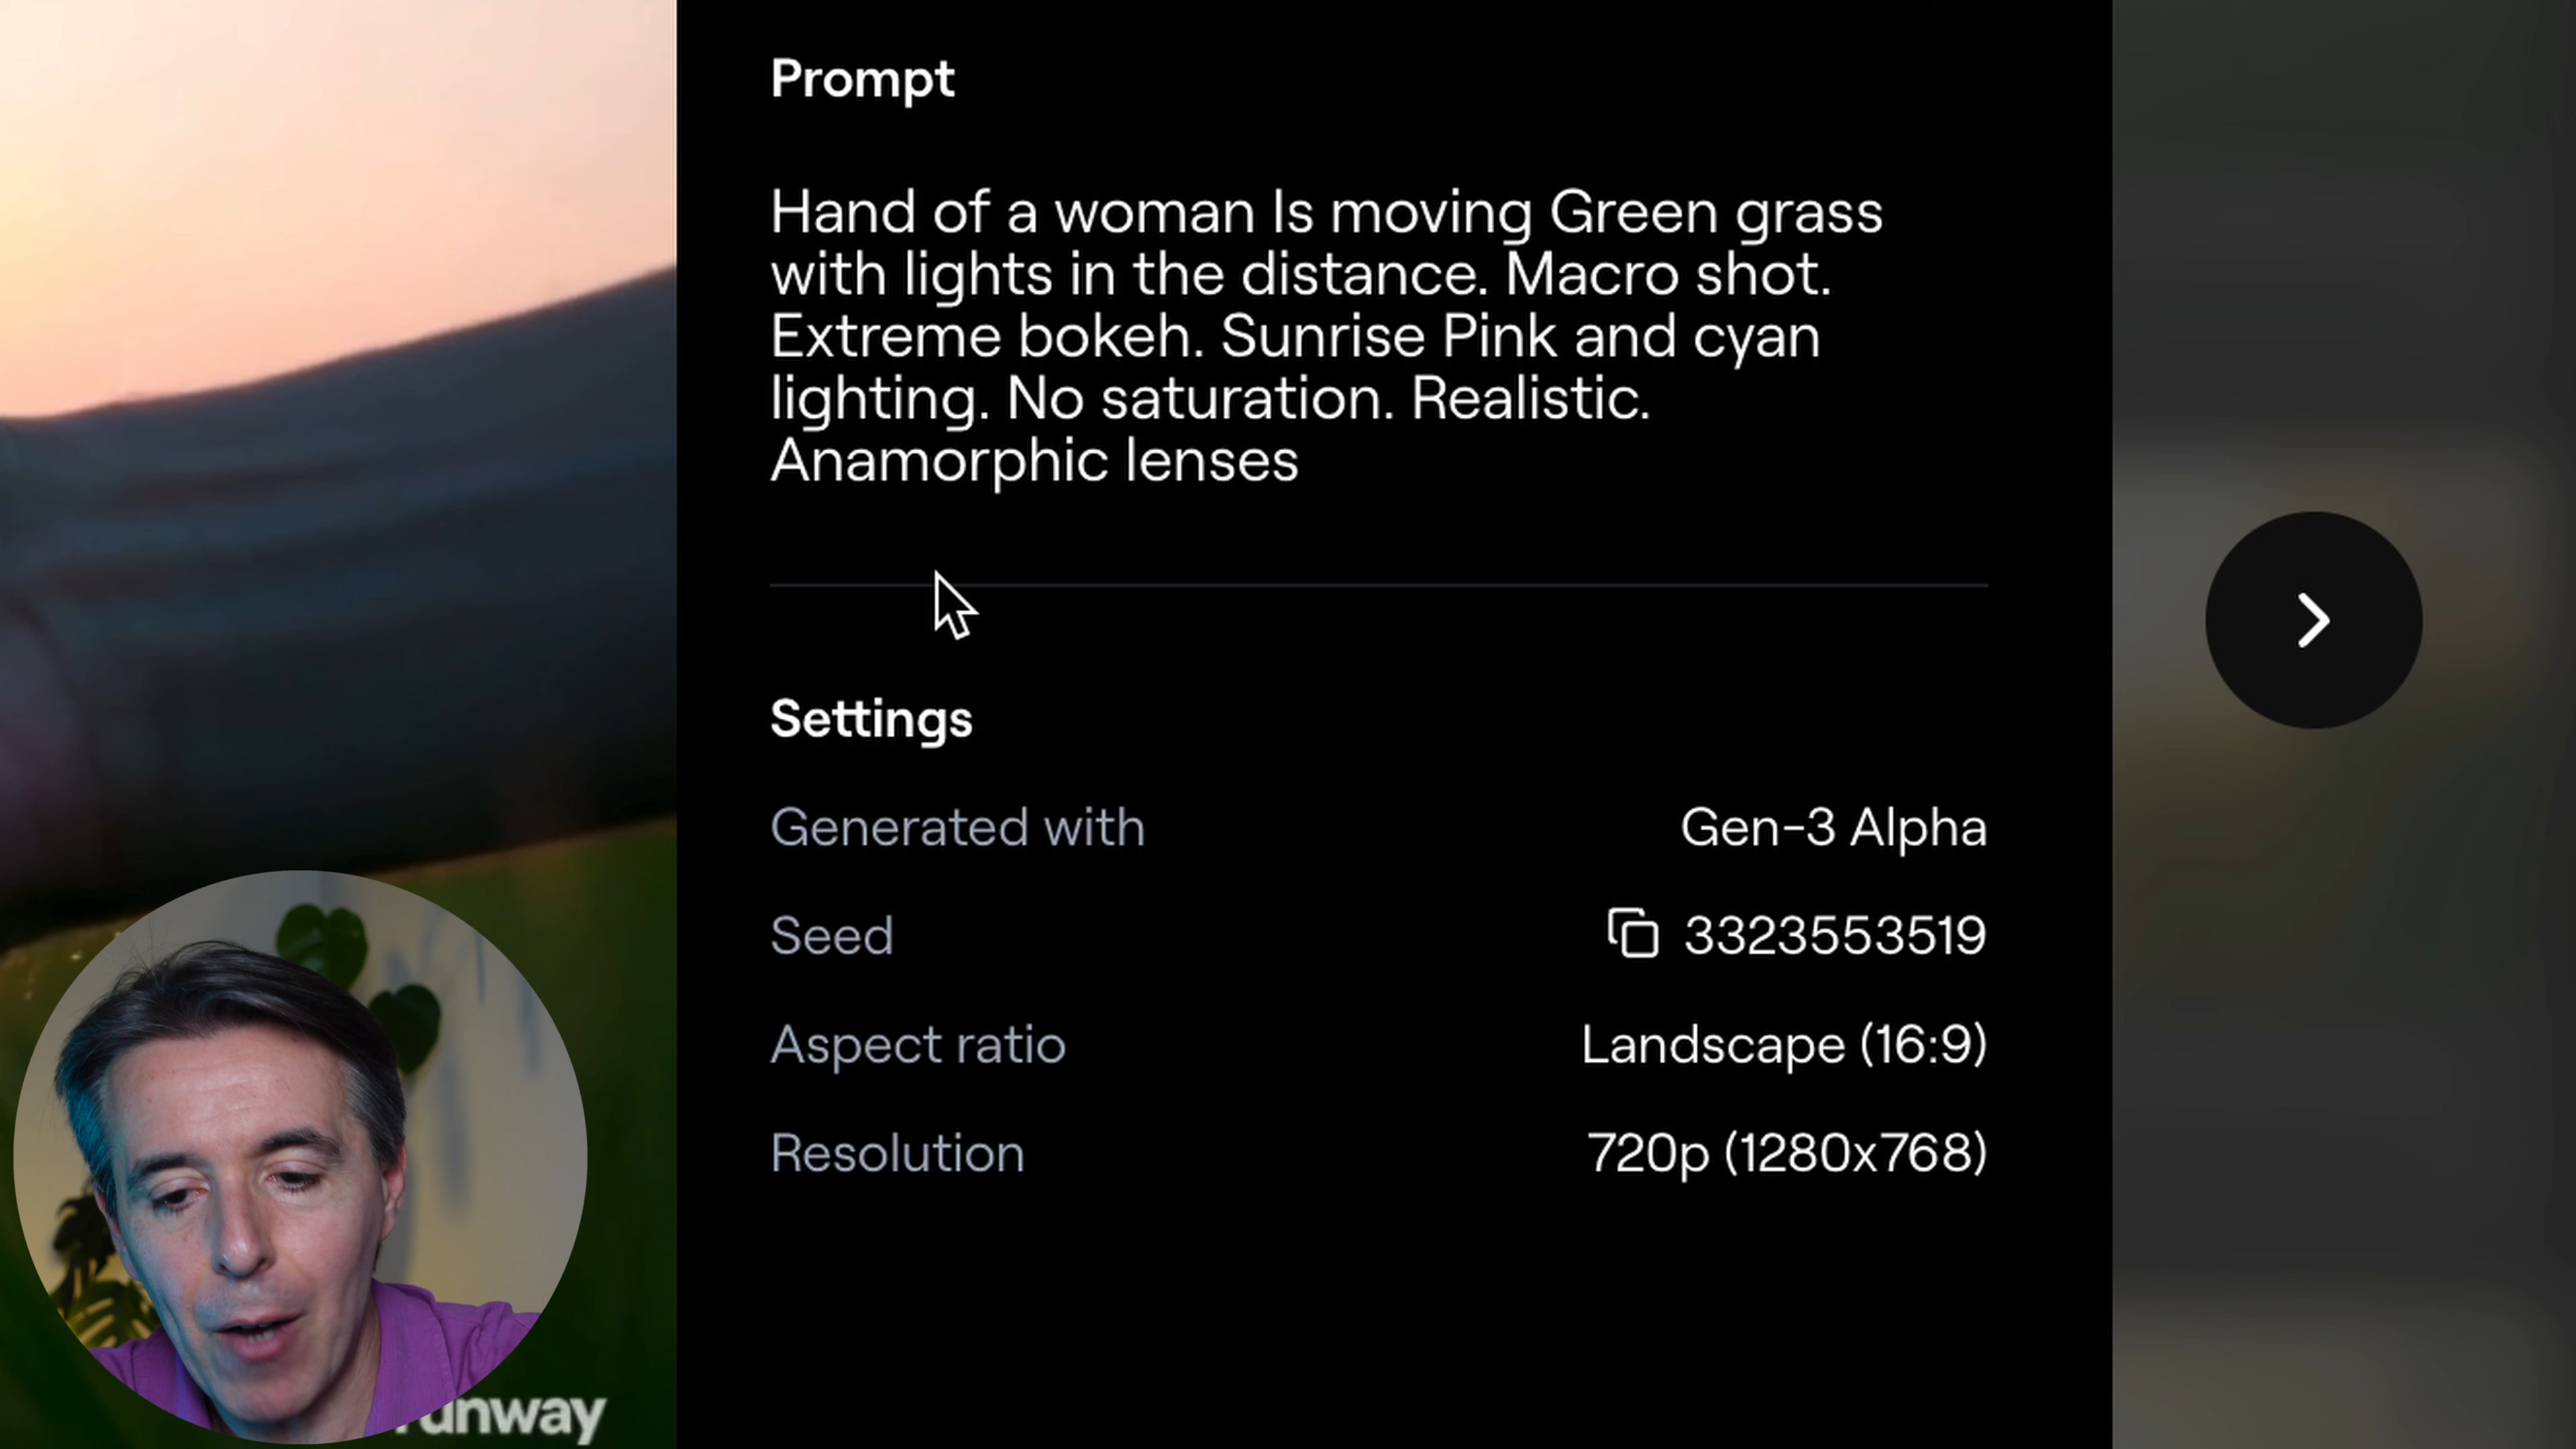 Prompt
Hand of a woman Is moving Green grass
with lights in the distance. Macro shot.
Extreme bokeh. Sunrise Pink and cyan
lighting. No saturation. Realistic.
Anamorphic lenses
Settings
Generated with Gen-3 Alpha
Seed 3323553519
Aspect ratio Landscape (16:9)
Resolution 720p (1280x768)
runway